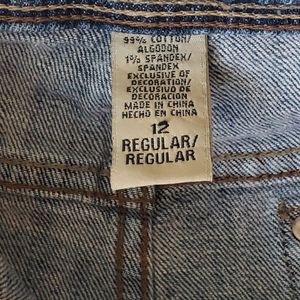 99% COTTON/
ALGODON
1% SPANDEX/
SPANDEX
EXCLUSIVE OF
DECORATION/
EXCLUSIVO DE
DECORACION
MADE IN CHINA
HECHO EN CHINA
12
REGULAR/
REGULAR